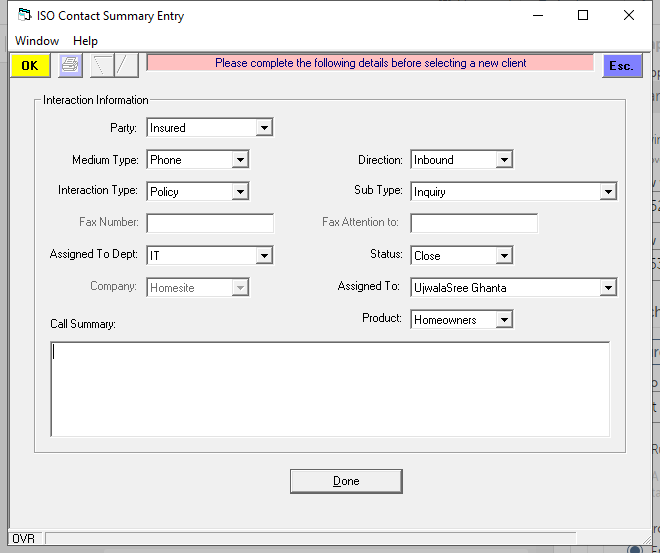 ISO Contact Summary Entry
Window Help
OK Please complete the following details before selecting a new client Esc.
Interaction Information
Party: Insured
Medium Type: Phone Direction: Inbound
Interaction Type: Policy Sub Type: Inquiry
Fax Number: Fax Attention to:
Assigned To Dept: IT Status: Close
Company: Homesite Assigned To: UjwalaSree Ghanta
Call Summary: Product: Homeowners
Done
OVR